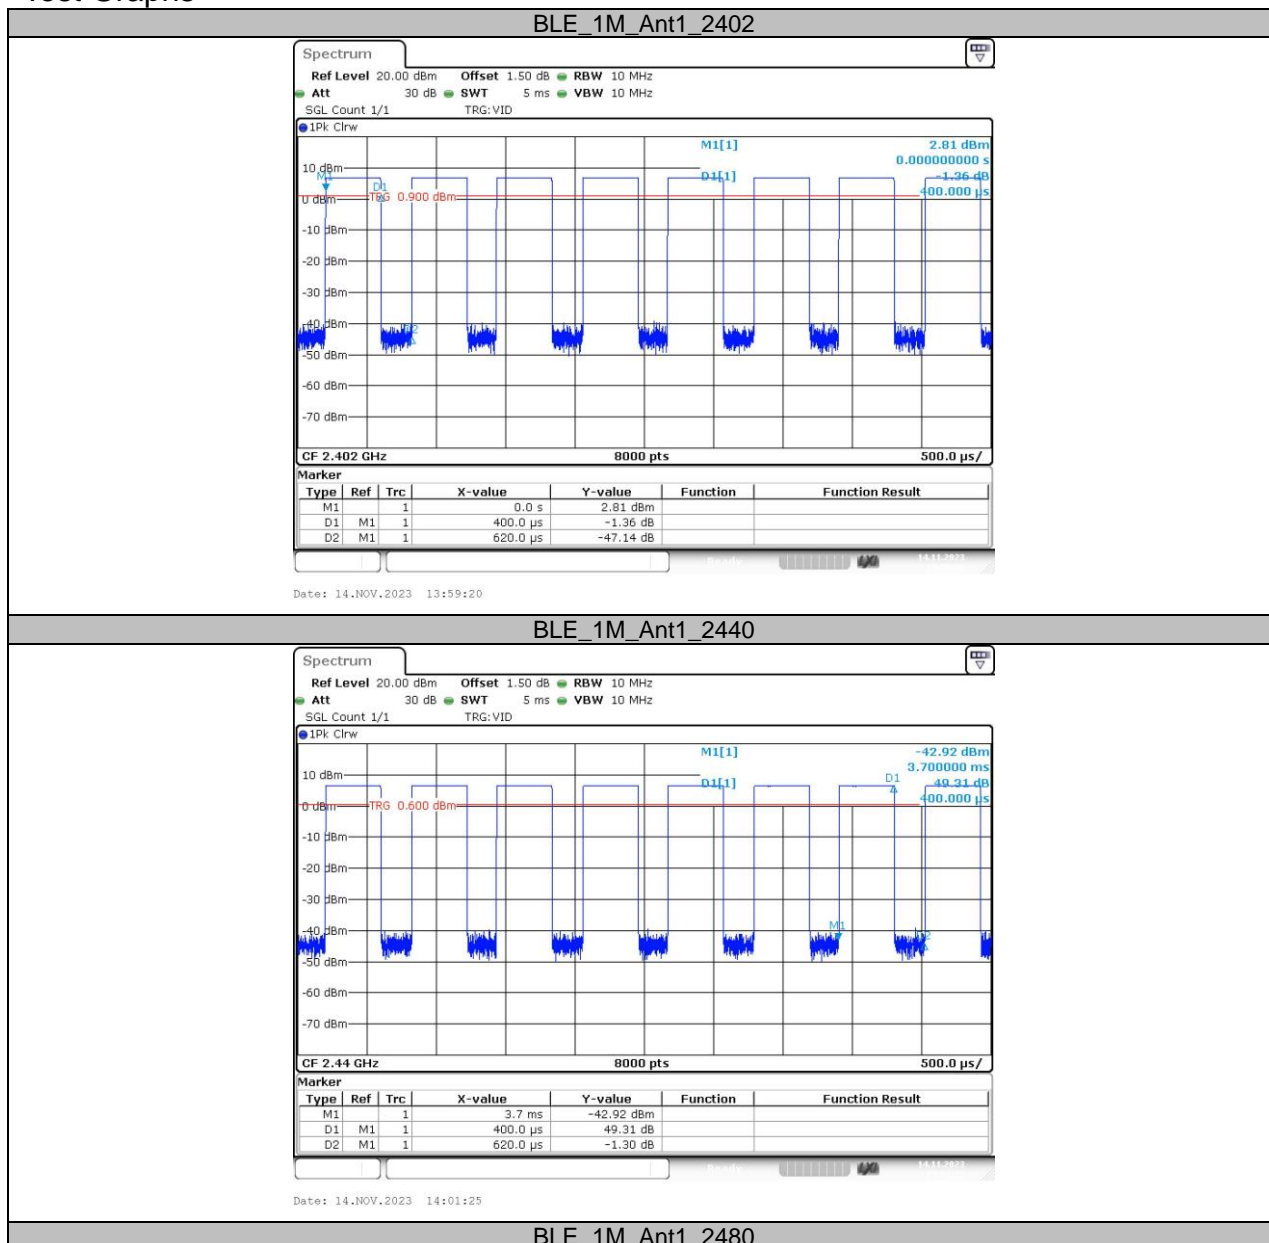 Test Graphs
BLE_1M_Ant1_2402
Spectrum
Ref Level 20.00 dBm Offset 1.50 dB RBW 10 MHz
Att 30 dB SWT 5 ms VBW 10 MHz
SGL Count 1/1 TRG:VID
1Pk Clrw
M1[1] 2.81 dBm
0.000000000 s
D1[1] -1.36 dB
400.000 µs
10 dBm
M1
D1
TRG 0.900 dBm
0 dBm
-10 dBm
-20 dBm
-30 dBm
-40 dBm
D2
-50 dBm
-60 dBm
-70 dBm
CF 2.402 GHz 8000 pts 500.0 µs/
Marker
Type Ref Trc X-value Y-value Function Function Result
M1 1 0.0 s 2.81 dBm
D1 M1 1 400.0 µs -1.36 dB
D2 M1 1 620.0 µs -47.14 dB
Ready 14.11.2023
Date: 14.NOV.2023 13:59:20
BLE_1M_Ant1_2440
Spectrum
Ref Level 20.00 dBm Offset 1.50 dB RBW 10 MHz
Att 30 dB SWT 5 ms VBW 10 MHz
SGL Count 1/1 TRG:VID
1Pk Clrw
M1[1] -42.92 dBm
3.700000 ms
D1[1] 49.31 dB
400.000 µs
10 dBm
D1
TRG 0.600 dBm
0 dBm
-10 dBm
-20 dBm
-30 dBm
-40 dBm
M1
D2
-50 dBm
-60 dBm
-70 dBm
CF 2.44 GHz 8000 pts 500.0 µs/
Marker
Type Ref Trc X-value Y-value Function Function Result
M1 1 3.7 ms -42.92 dBm
D1 M1 1 400.0 µs 49.31 dB
D2 M1 1 620.0 µs -1.30 dB
Ready 14.11.2023
Date: 14.NOV.2023 14:01:25
BLE_1M_Ant1_2480